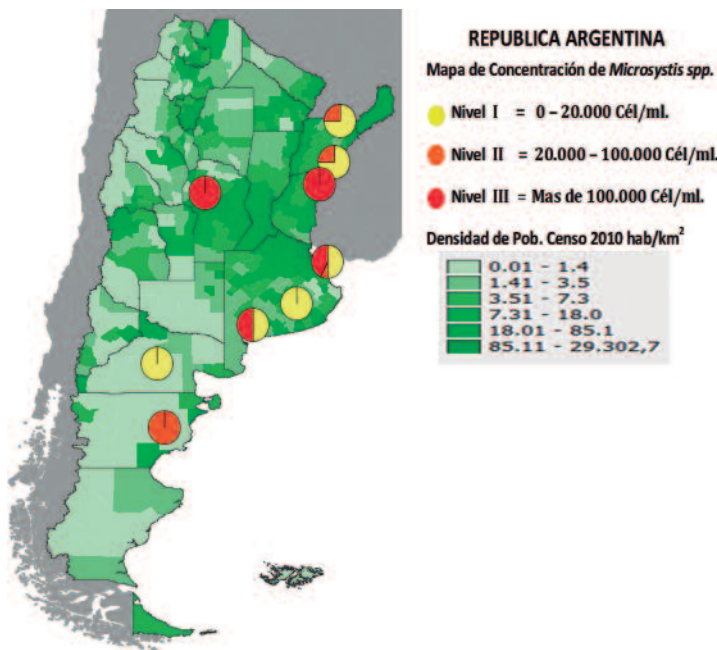 REPUBLICA ARGENTINA
Mapa de Concentración de Microsystis spp.
Nivel I = 0 – 20.000 Cél/ml.
Nivel II = 20.000 – 100.000 Cél/ml.
Nivel III = Mas de 100.000 Cél/ml.
Densidad de Pob. Censo 2010 hab/km²
0.01 - 1.4
1.41 - 3.5
3.51 - 7.3
7.31 - 18.0
18.01 - 85.1
85.11 - 29.302,7